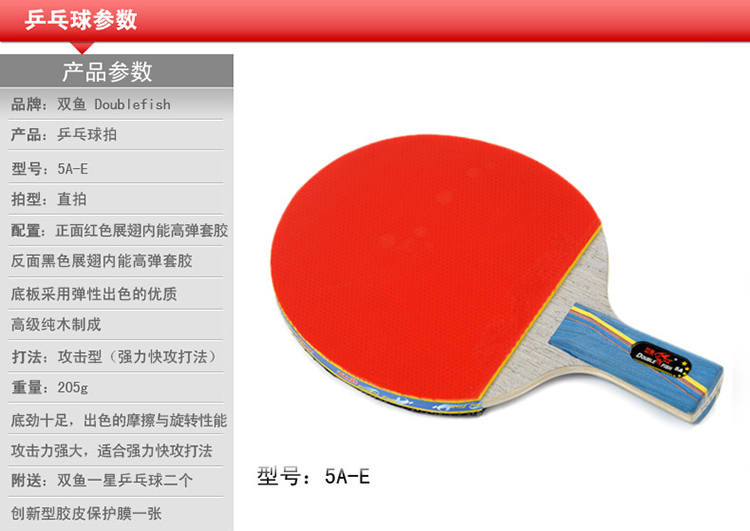 乒乓球参数
产品参数
品牌：双鱼 Doublefish
产品：乒乓球拍
型号：5A-E
拍型：直拍
配置：正面红色展翅内能高弹套胶
反面黑色展翅内能高弹套胶
底板采用弹性出色的优质
高级纯木制成
打法：攻击型（强力快攻打法）
重量：205g
底劲十足，出色的摩擦与旋转性能
攻击力强大，适合强力快攻打法
附送：双鱼一星乒乓球二个
创新型胶皮保护膜一张
DOUBLE FISH 5A
型号：5A-E